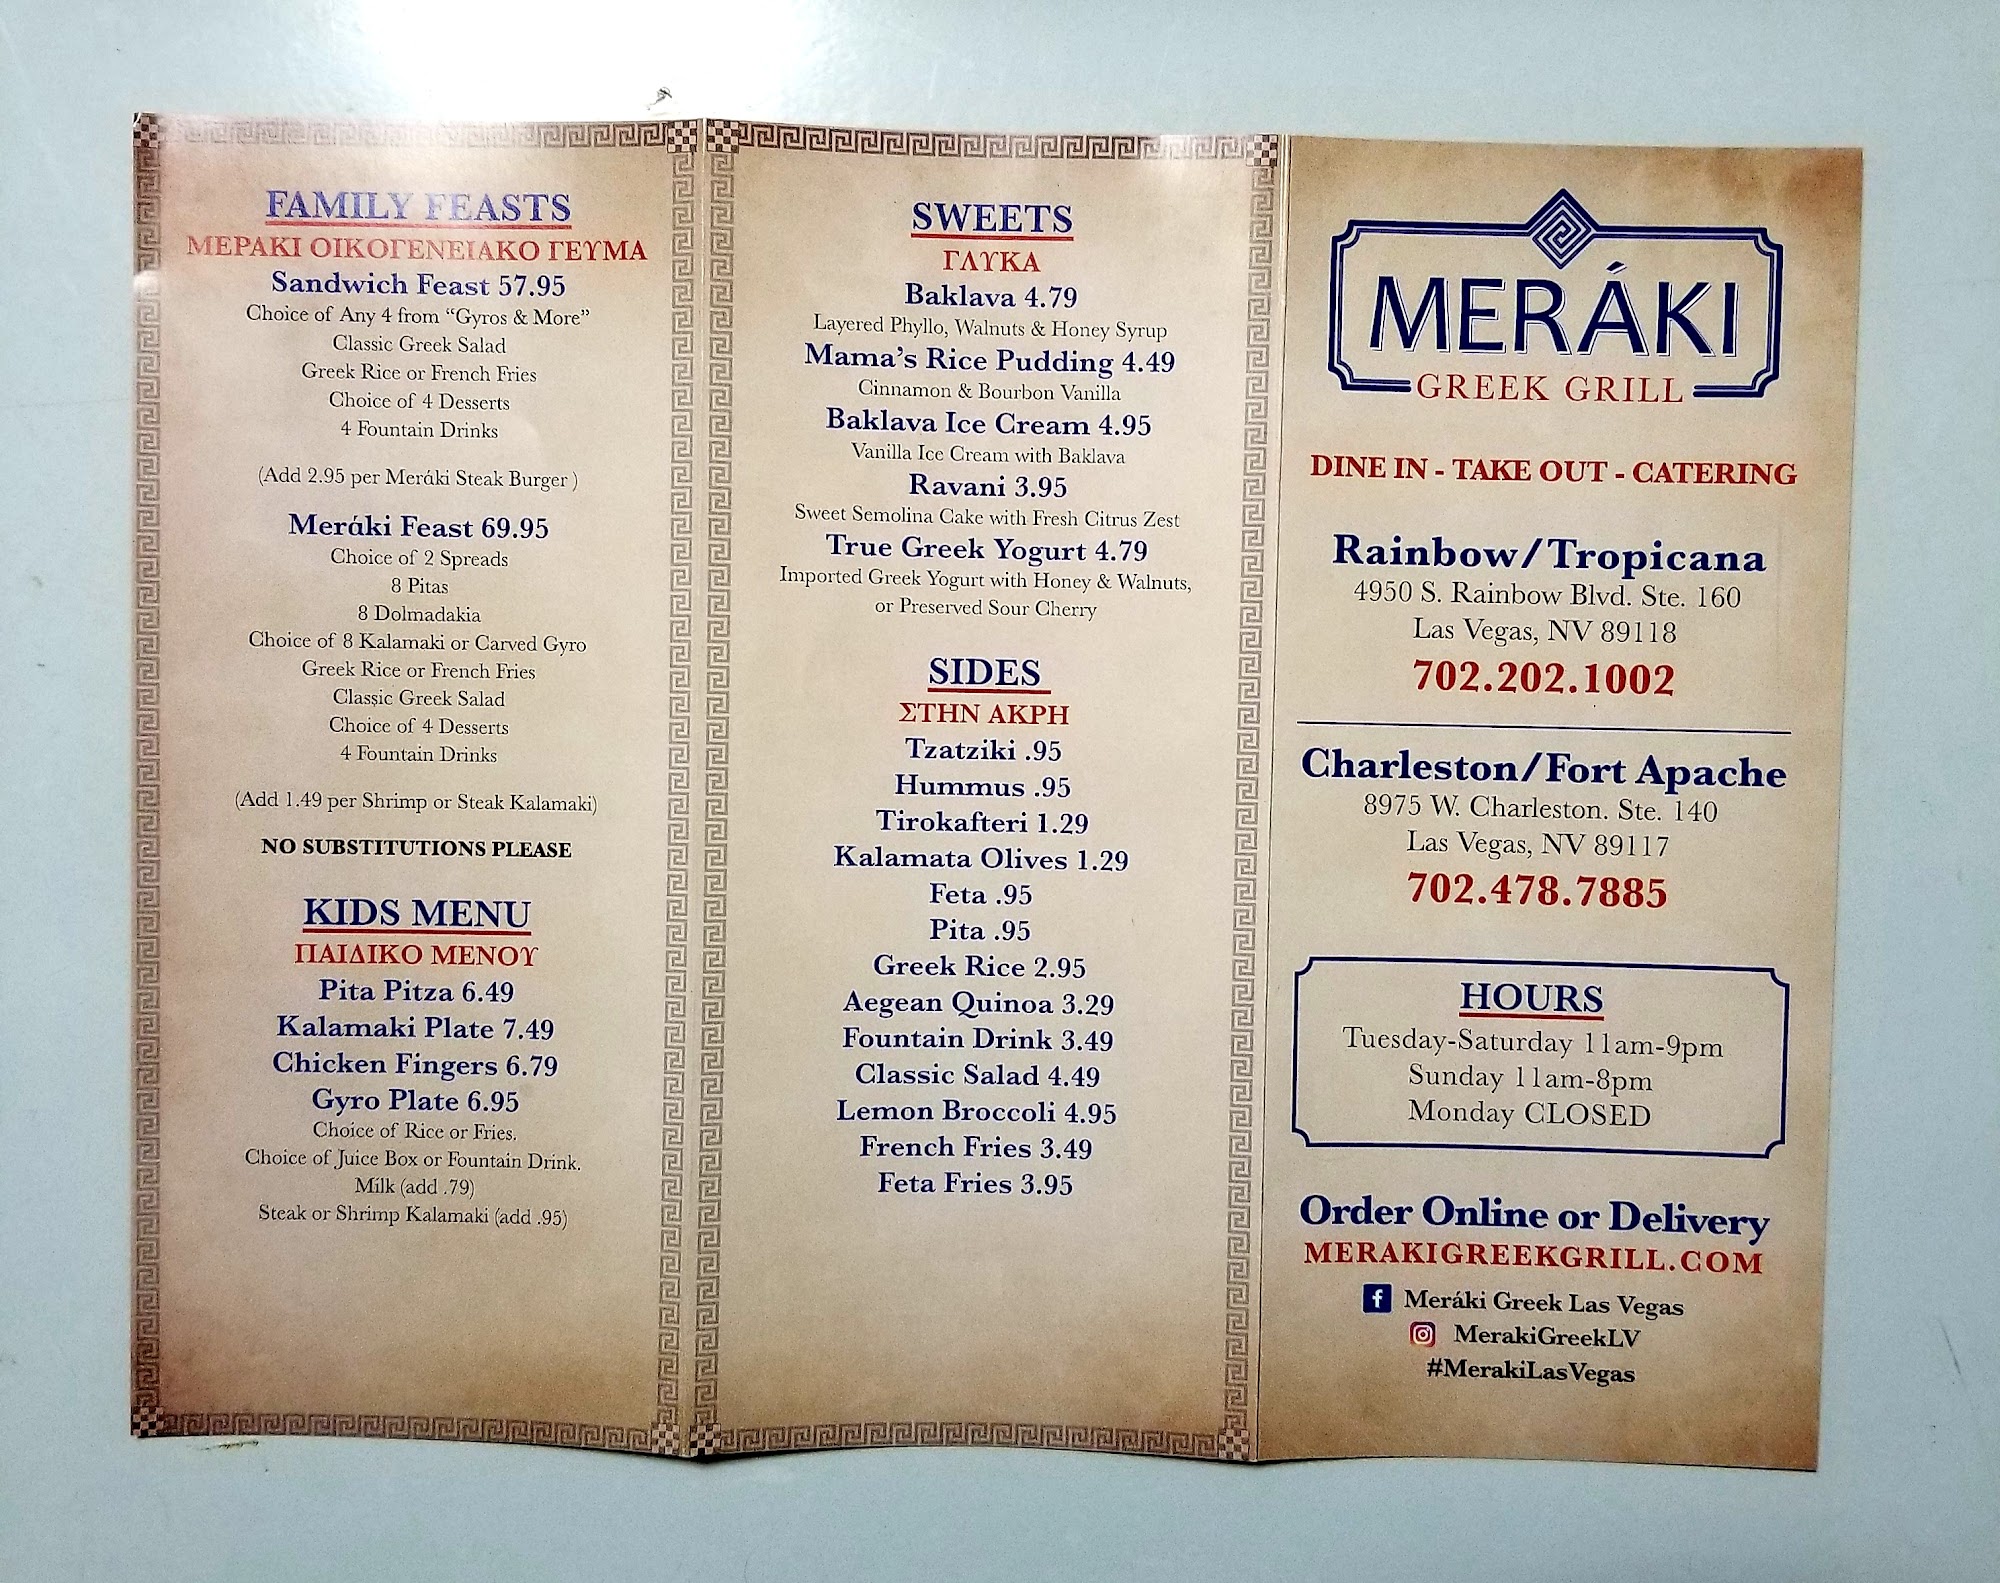 FAMILY FEASTS
ΜΕΡΑΚΙ ΟΙΚΟΓΕΝΕΙΑΚΟ ΓΕΥΜΑ
Sandwich Feast 57.95
Choice of Any 4 from “Gyros & More”
Classic Greek Salad
Greek Rice or French Fries
Choice of 4 Desserts
4 Fountain Drinks
(Add 2.95 per Meráki Steak Burger )
Meráki Feast 69.95
Choice of 2 Spreads
8 Pitas
8 Dolmadakia
Choice of 8 Kalamaki or Carved Gyro
Greek Rice or French Fries
Classic Greek Salad
Choice of 4 Desserts
4 Fountain Drinks
(Add 1.49 per Shrimp or Steak Kalamaki)
NO SUBSTITUTIONS PLEASE
KIDS MENU
ΠΑΙΔΙΚΟ ΜΕΝΟΥ
Pita Pitza 6.49
Kalamaki Plate 7.49
Chicken Fingers 6.79
Gyro Plate 6.95
Choice of Rice or Fries.
Choice of Juice Box or Fountain Drink.
Milk (add .79)
Steak or Shrimp Kalamaki (add .95)
SWEETS
ΓΛΥΚΑ
Baklava 4.79
Layered Phyllo, Walnuts & Honey Syrup
Mama’s Rice Pudding 4.49
Cinnamon & Bourbon Vanilla
Baklava Ice Cream 4.95
Vanilla Ice Cream with Baklava
Ravani 3.95
Sweet Semolina Cake with Fresh Citrus Zest
True Greek Yogurt 4.79
Imported Greek Yogurt with Honey & Walnuts,
or Preserved Sour Cherry
SIDES
ΣΤΗΝ ΑΚΡΗ
Tzatziki .95
Hummus .95
Tirokafteri 1.29
Kalamata Olives 1.29
Feta .95
Pita .95
Greek Rice 2.95
Aegean Quinoa 3.29
Fountain Drink 3.49
Classic Salad 4.49
Lemon Broccoli 4.95
French Fries 3.49
Feta Fries 3.95
MERÁKI
GREEK GRILL
DINE IN - TAKE OUT - CATERING
Rainbow/Tropicana
4950 S. Rainbow Blvd. Ste. 160
Las Vegas, NV 89118
702.202.1002
Charleston/Fort Apache
8975 W. Charleston. Ste. 140
Las Vegas, NV 89117
702.478.7885
HOURS
Tuesday-Saturday 11am-9pm
Sunday 11am-8pm
Monday CLOSED
Order Online or Delivery
MERAKIGREEKGRILL.COM
f Meráki Greek Las Vegas
MerakiGreekLV
#MerakiLasVegas